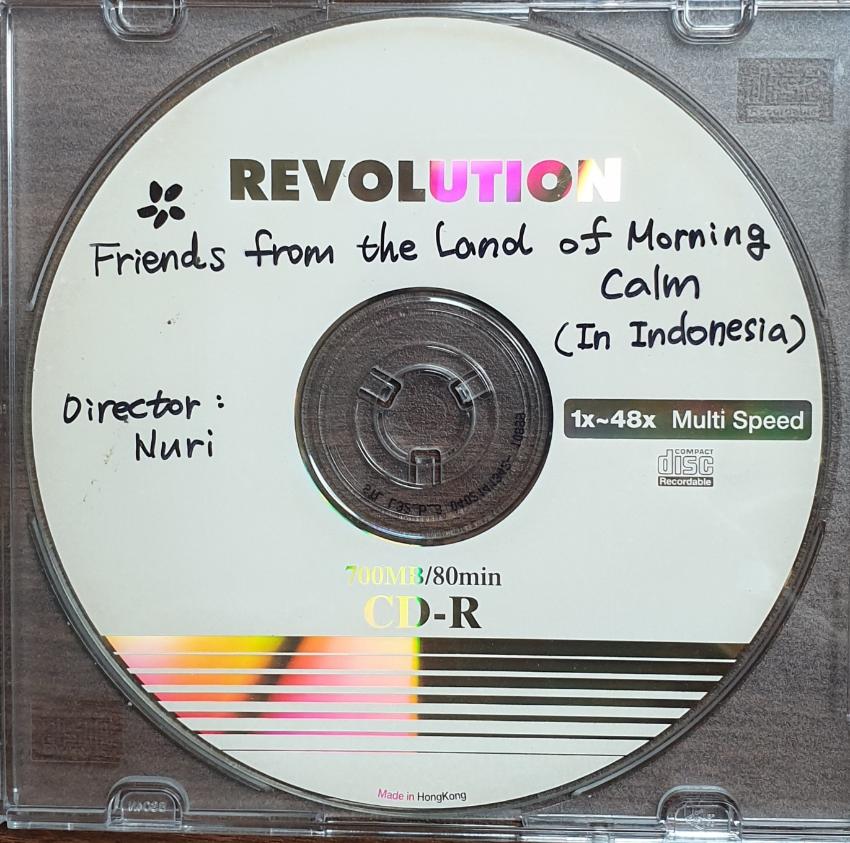 REVOLUTION
Friends from the Land of Morning
Calm
(In Indonesia)
Director :
Nuri
1x~48x Multi Speed
COMPACT
disc
Recordable
700MB/80min
CD-R
Made in HongKong